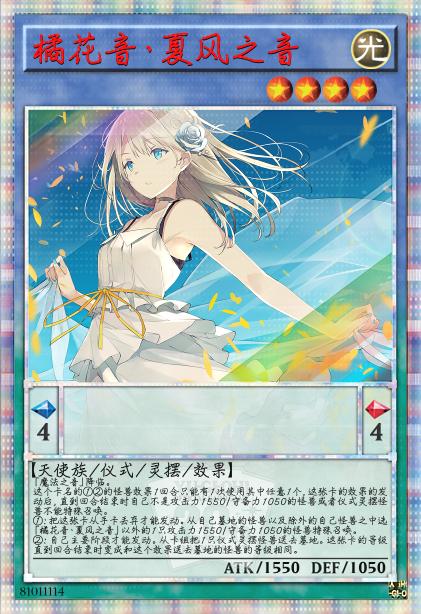 橘花音·夏风之音
光
4
4
【天使族/仪式/灵摆/效果】
「魔法之音」降临。
这个卡名的①②的怪兽效果1回合只能有1次使用其中任意1个,这张卡的效果的发
动后,直到回合结束时自己不是攻击力1550/守备力1050的怪兽或者仪式灵摆怪
兽不能特殊召唤。
①:把这张卡从手卡丢弃才能发动。从自己墓地的怪兽以及除外的自己怪兽之中选
「橘花音·夏风之音」以外的1只攻击力1550/守备力1050的怪兽特殊召唤。
②:自己主要阶段才能发动。从卡组把1只仪式灵摆怪兽送去墓地。这张卡的等级
直到回合结束时变成和这个效果送去墓地的怪兽的等级相同。
ATK/1550 DEF/1050
81011114